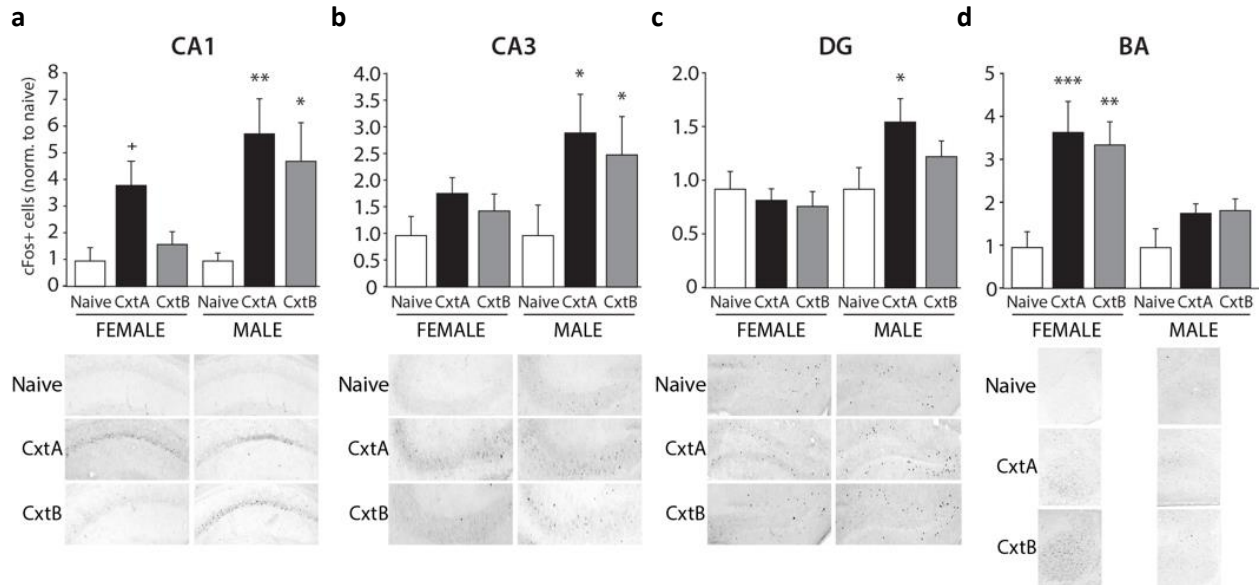 a
b
c
d
CA1
CA3
DG
BA
cFos+ cells (norm. to naive)
8
7
6
5
4
3
2
1
0
+
**
*
Naive CxtA CxtB Naive CxtA CxtB
FEMALE MALE
4.0
3.5
3.0
2.5
2.0
1.5
1.0
0.5
0
*
*
Naive CxtA CxtB Naive CxtA CxtB
FEMALE MALE
2.0
1.5
1.0
0.5
0
*
Naive CxtA CxtB Naive CxtA CxtB
FEMALE MALE
5
4
3
2
1
0
***
**
Naive CxtA CxtB Naive CxtA CxtB
FEMALE MALE
Naive
CxtA
CxtB
Naive
CxtA
CxtB
Naive
CxtA
CxtB
Naive
CxtA
CxtB